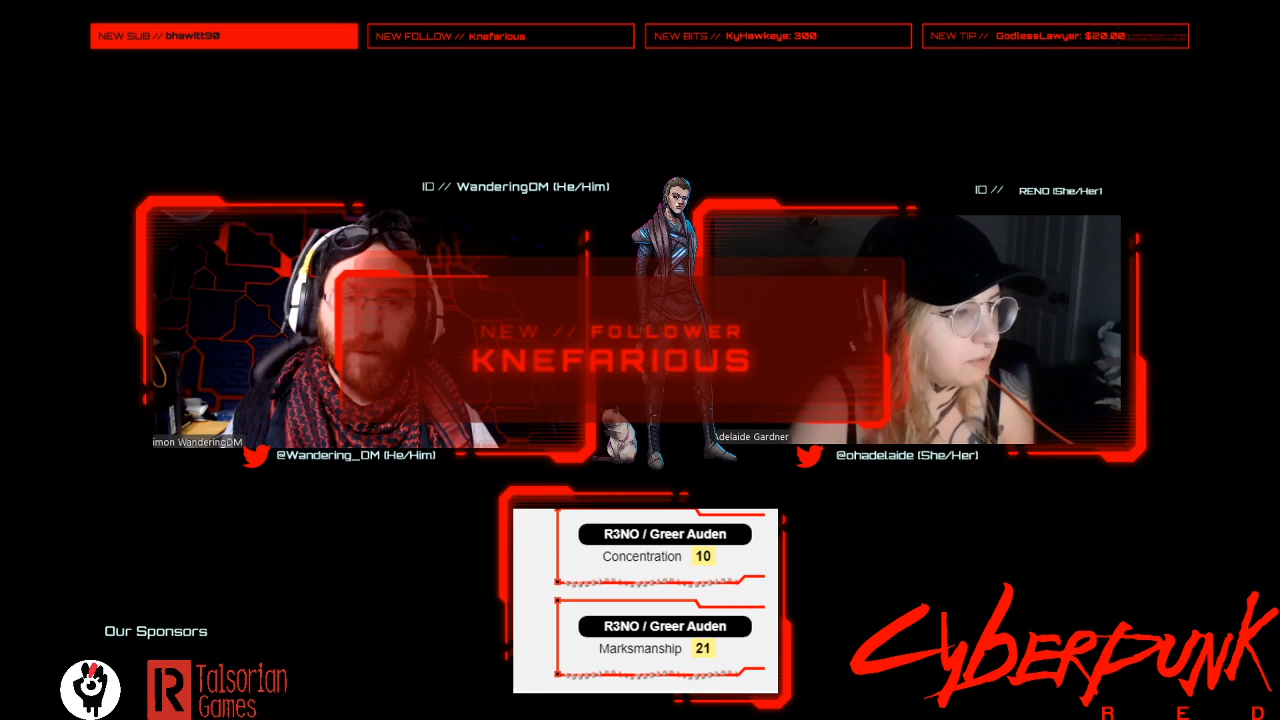 NEW SUB // bhewitt90
NEW FOLLOW // Knefarious
NEW BITS // KyHawkeye: 300
NEW TIP // GodlessLawyer: $20.00
ID // WanderingDM (He/Him)
ID // RENO (She/Her)
NEW // FOLLOWER
KNEFARIOUS
imon WanderingDM
Adelaide Gardner
@Wandering_DM (He/Him)
@ohadelaide (She/Her)
R3NO / Greer Auden
Concentration 10
R3NO / Greer Auden
Marksmanship 21
Our Sponsors
R Talsorian
Games
Cyberpunk
RED